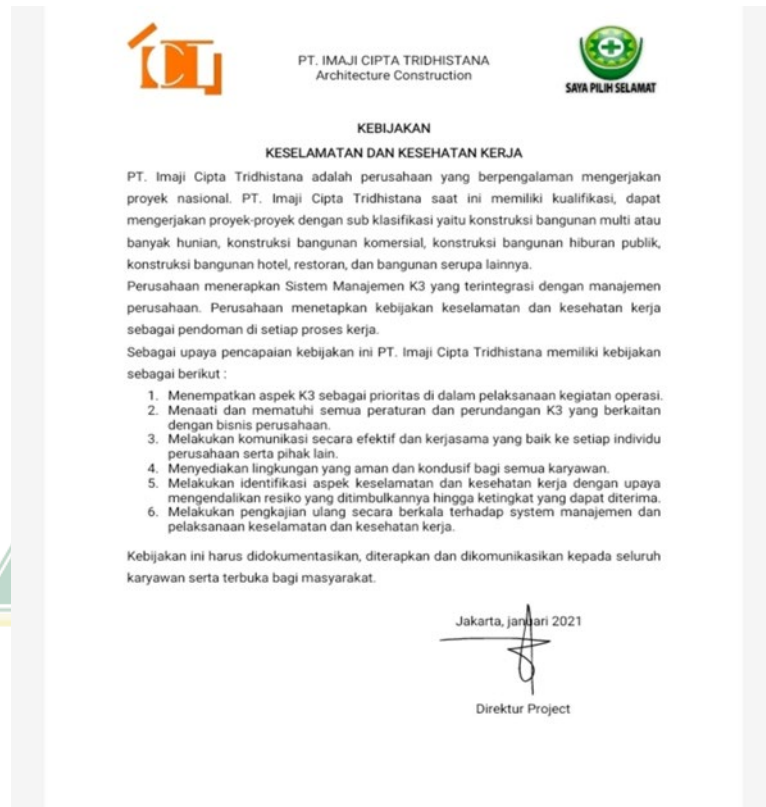 ICT
PT. IMAJI CIPTA TRIDHISTANA
Architecture Construction
SAYA PILIH SELAMAT
KEBIJAKAN
KESELAMATAN DAN KESEHATAN KERJA
PT. Imaji Cipta Tridhistana adalah perusahaan yang berpengalaman mengerjakan
proyek nasional. PT. Imaji Cipta Tridhistana saat ini memiliki kualifikasi, dapat
mengerjakan proyek-proyek dengan sub klasifikasi yaitu konstruksi bangunan multi atau
banyak hunian, konstruksi bangunan komersial, konstruksi bangunan hiburan publik,
konstruksi bangunan hotel, restoran, dan bangunan serupa lainnya.
Perusahaan menerapkan Sistem Manajemen K3 yang terintegrasi dengan manajemen
perusahaan. Perusahaan menetapkan kebijakan keselamatan dan kesehatan kerja
sebagai pendoman di setiap proses kerja.
Sebagai upaya pencapaian kebijakan ini PT. Imaji Cipta Tridhistana memiliki kebijakan
sebagai berikut :
1. Menempatkan aspek K3 sebagai prioritas di dalam pelaksanaan kegiatan operasi.
2. Menaati dan mematuhi semua peraturan dan perundangan K3 yang berkaitan
dengan bisnis perusahaan.
3. Melakukan komunikasi secara efektif dan kerjasama yang baik ke setiap individu
perusahaan serta pihak lain.
4. Menyediakan lingkungan yang aman dan kondusif bagi semua karyawan.
5. Melakukan identifikasi aspek keselamatan dan kesehatan kerja dengan upaya
mengendalikan resiko yang ditimbulkannya hingga ketingkat yang dapat diterima.
6. Melakukan pengkajian ulang secara berkala terhadap system manajemen dan
pelaksanaan keselamatan dan kesehatan kerja.
Kebijakan ini harus didokumentasikan, diterapkan dan dikomunikasikan kepada seluruh
karyawan serta terbuka bagi masyarakat.
Jakarta, januari 2021
Direktur Project